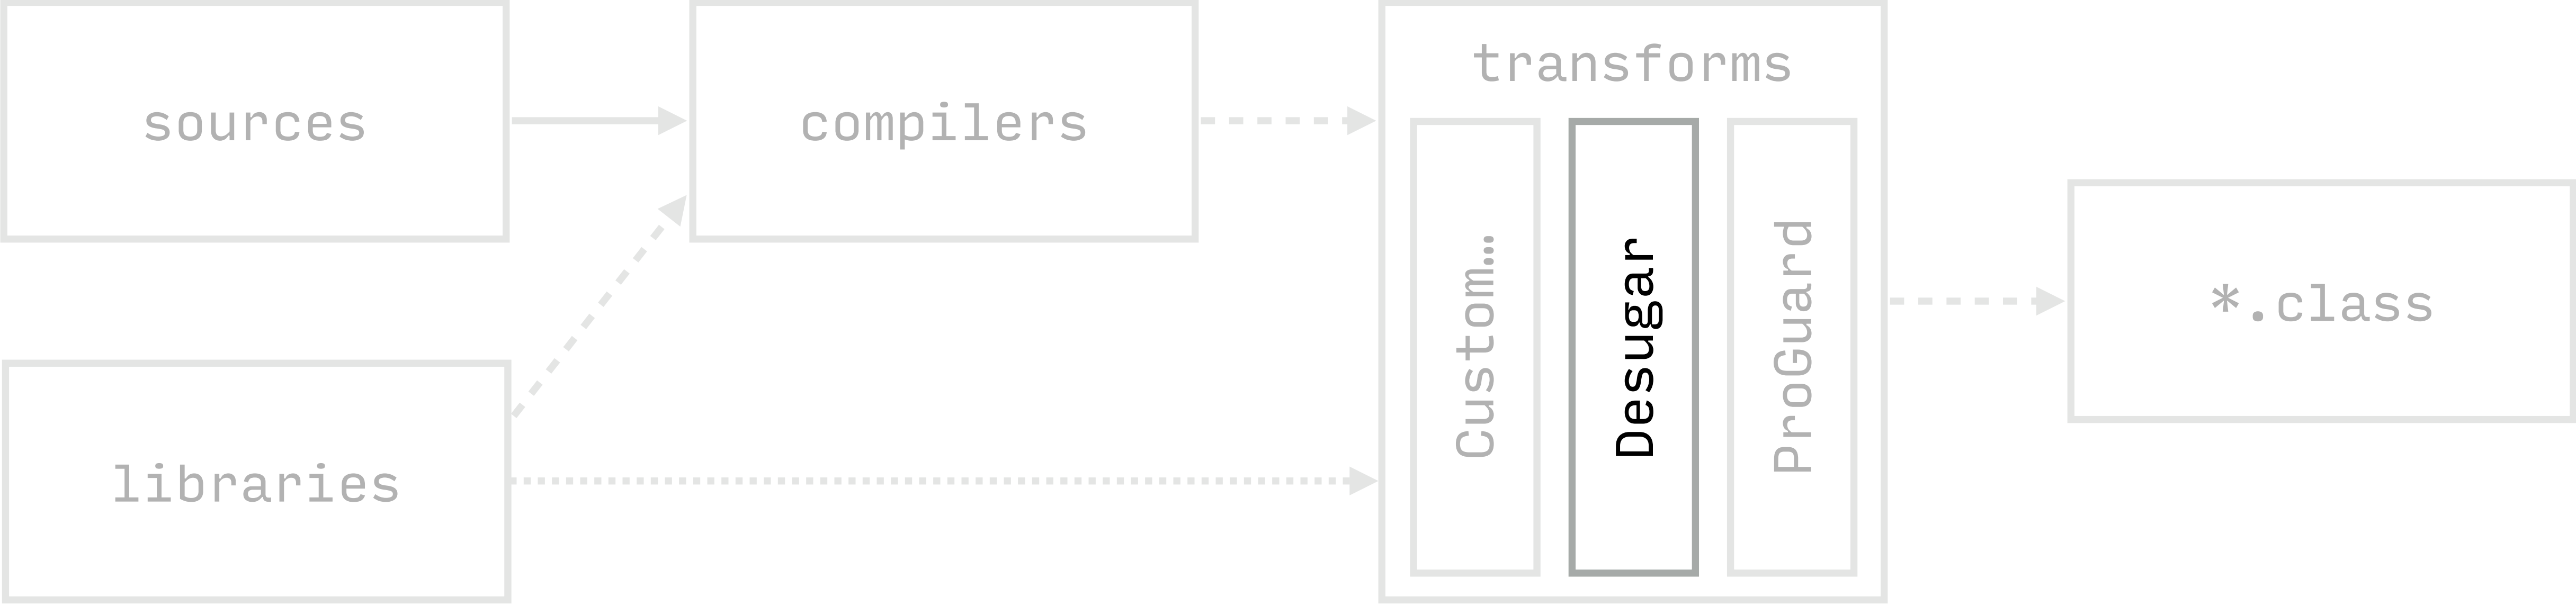 sources
compilers
transforms
Custom…
Desugar
ProGuard
*.class
libraries